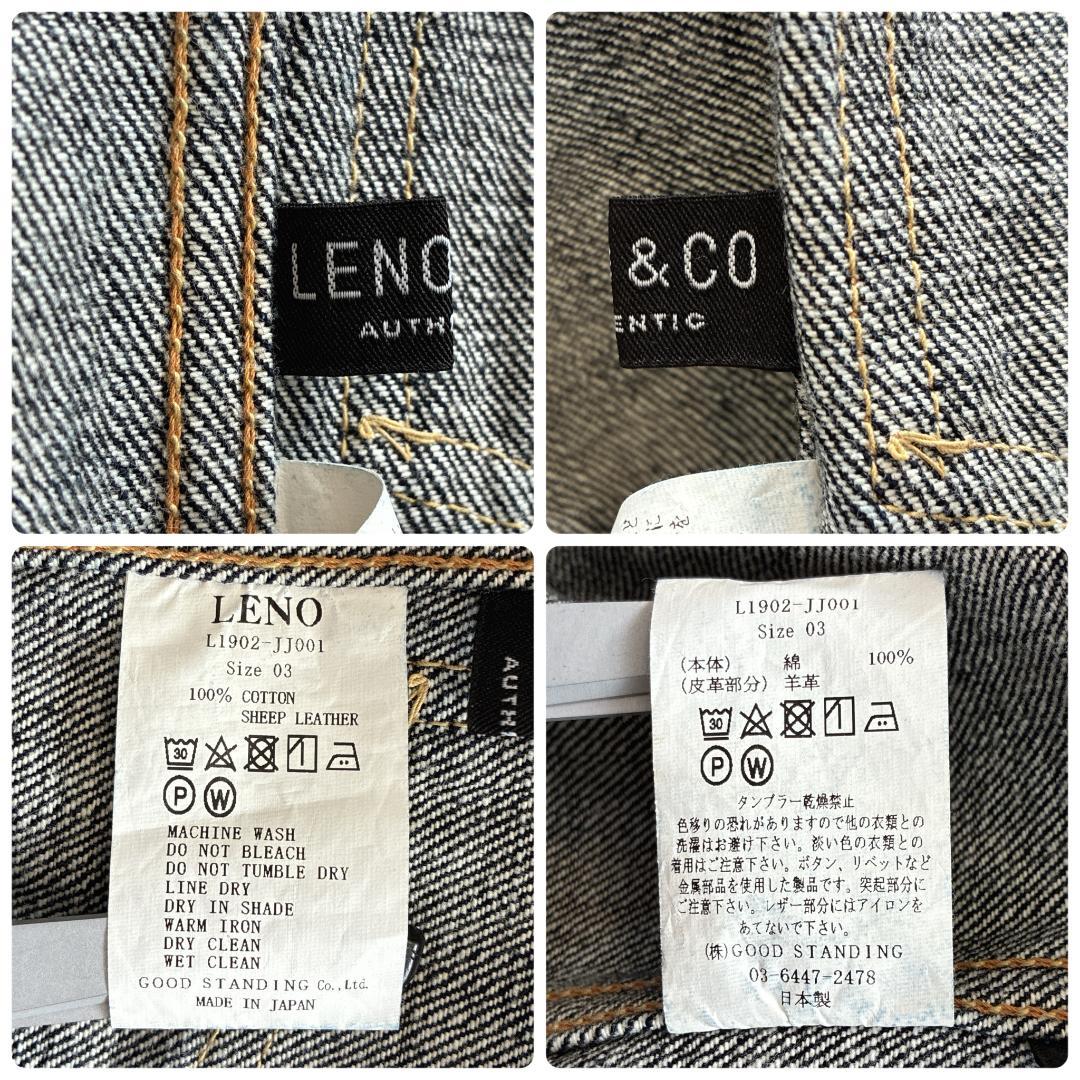 LENO
AUTH
&CO
ENTIC
LENO
L1902-JJ001
Size 03
100% COTTON
SHEEP LEATHER
30
P W
MACHINE WASH
DO NOT BLEACH
DO NOT TUMBLE DRY
LINE DRY
DRY IN SHADE
WARM IRON
DRY CLEAN
WET CLEAN
GOOD STANDING Co.,Ltd.
MADE IN JAPAN
AUTH
L1902-JJ001
Size 03
(本体) 綿 100%
(皮革部分) 羊革
30
P W
タンブラー乾燥禁止
色移りの恐れがありますので他の衣類との
洗濯はお避け下さい。淡い色の衣類との
着用はご注意下さい。ボタン、リベットなど
金属部品を使用した製品です。突起部分に
ご注意下さい。レザー部分にはアイロンを
あてないで下さい。
(株)GOOD STANDING
03-6447-2478
日本製